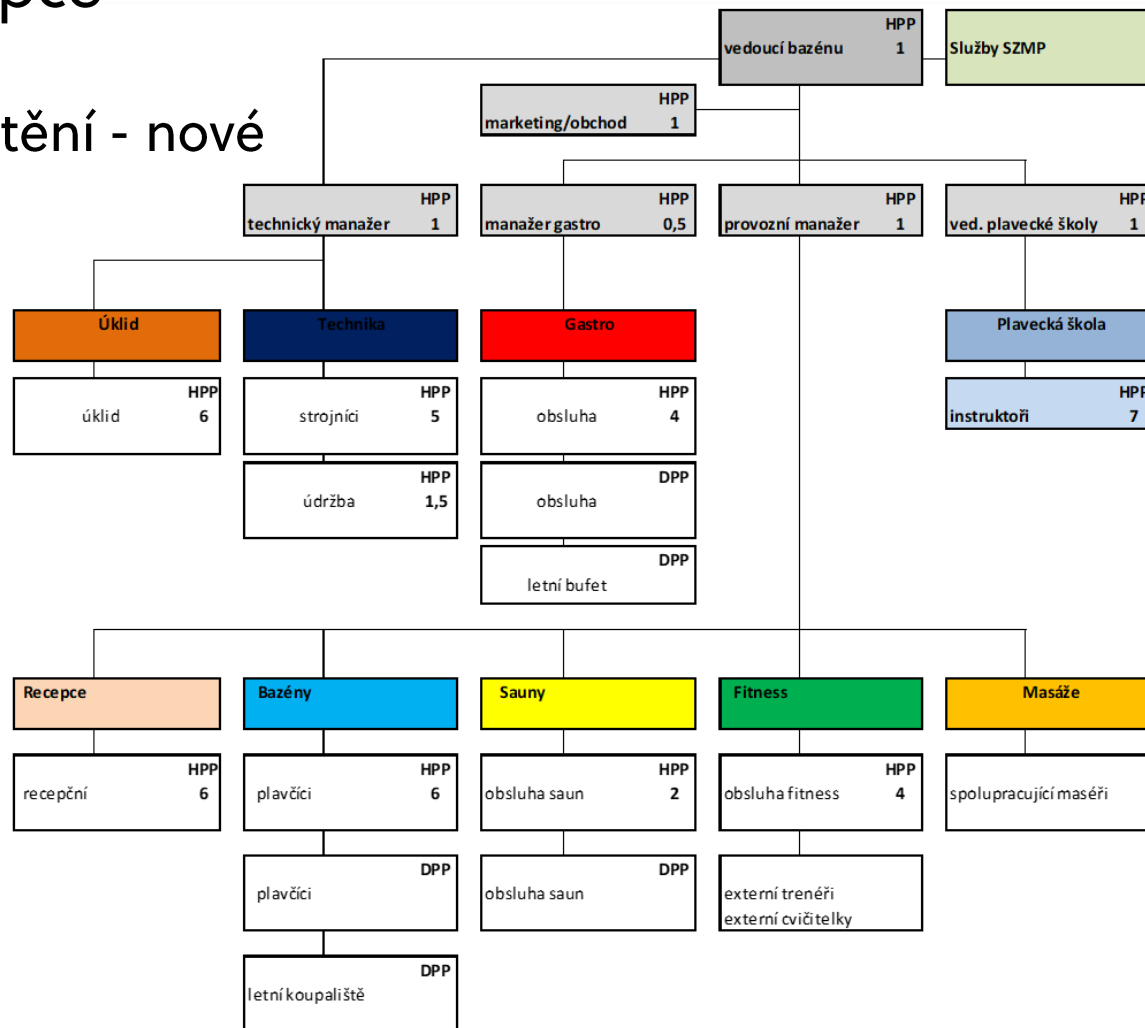 tění - nové
HPP
vedoucí bazénu 1
Služby SZMP
HPP
marketing/obchod 1
HPP
technický manažer 1
HPP
manažer gastro 0,5
HPP
provozní manažer 1
HPP
ved. plavecké školy 1
Úklid
Technika
Gastro
Plavecká škola
HPP
úklid 6
HPP
strojníci 5
HPP
obsluha 4
HPP
instruktoři 7
HPP
údržba 1,5
DPP
obsluha
DPP
letní bufet
Recepce
Bazény
Sauny
Fitness
Masáže
HPP
recepční 6
HPP
plavčíci 6
HPP
obsluha saun 2
HPP
obsluha fitness 4
spolupracující maséři
DPP
plavčíci
DPP
obsluha saun
externí trenéři
externí cvičitelky
DPP
letní koupaliště